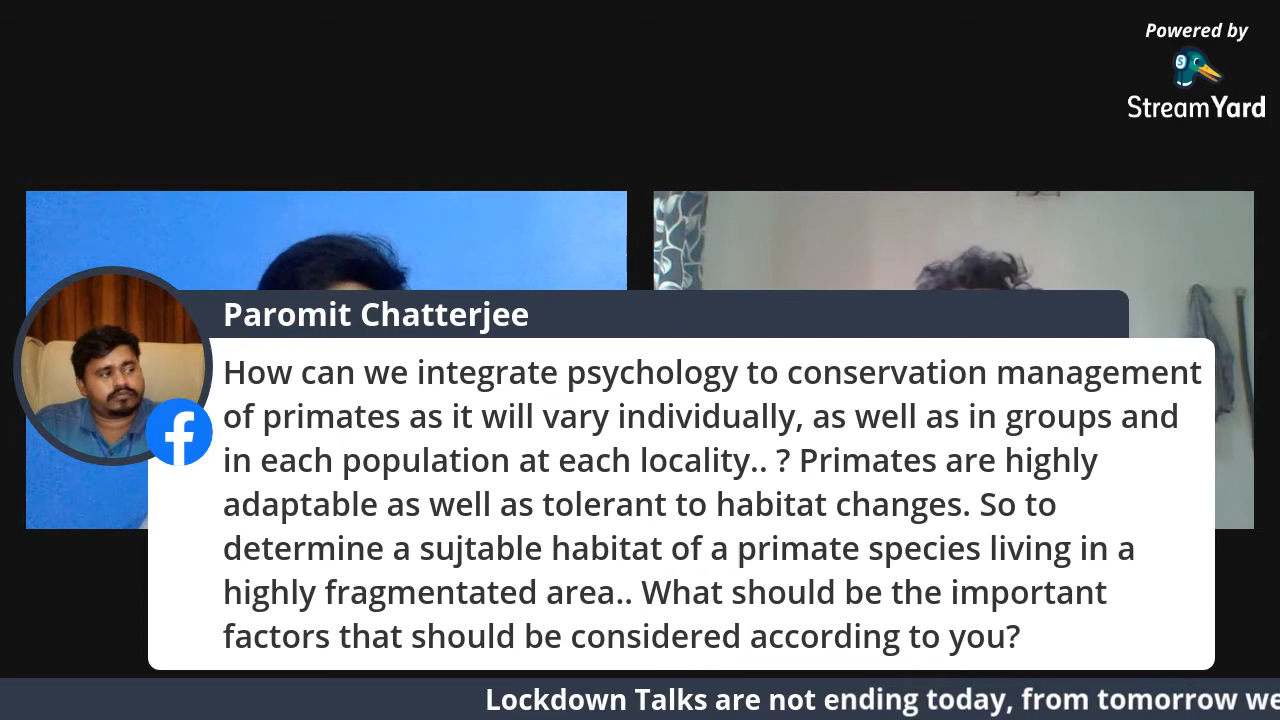 Powered by
StreamYard
Paromit Chatterjee
How can we integrate psychology to conservation management
of primates as it will vary individually, as well as in groups and
in each population at each locality.. ? Primates are highly
adaptable as well as tolerant to habitat changes. So to
determine a sujtable habitat of a primate species living in a
highly fragmentated area.. What should be the important
factors that should be considered according to you?
Lockdown Talks are not ending today, from tomorrow we